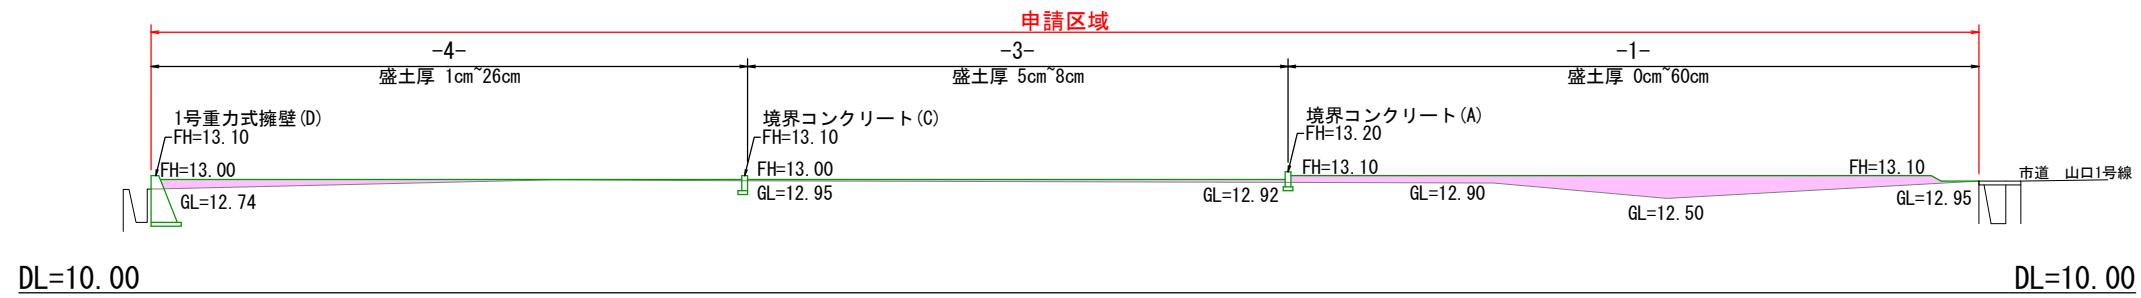 申請区域
-4-
-3-
-1-
盛土厚 1cm~26cm
盛土厚 5cm~8cm
盛土厚 0cm~60cm
1号重力式擁壁(D)
FH=13.10
境界コンクリート(C)
FH=13.10
境界コンクリート(A)
FH=13.20
FH=13.00
FH=13.00
FH=13.10
FH=13.10
市道 山口1号線
GL=12.74
GL=12.95
GL=12.92
GL=12.90
GL=12.50
GL=12.95
DL=10.00
DL=10.00